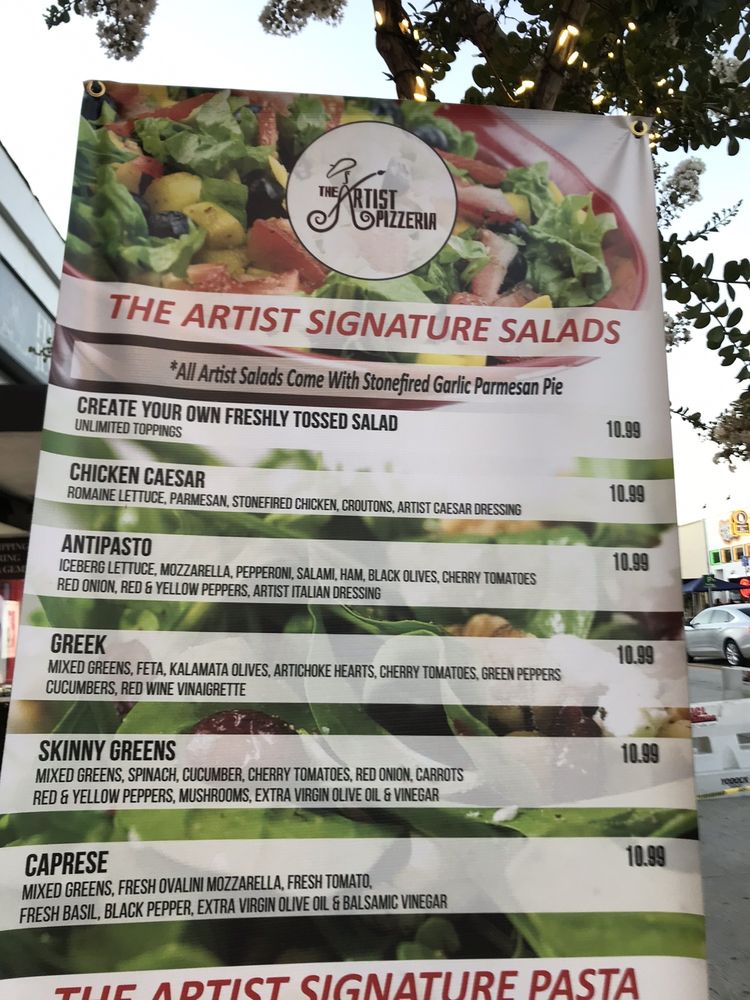 THE ARTIST
PIZZERIA
THE ARTIST SIGNATURE SALADS
*All Artist Salads Come With Stonefired Garlic Parmesan Pie
CREATE YOUR OWN FRESHLY TOSSED SALAD 10.99
UNLIMITED TOPPINGS
CHICKEN CAESAR 10.99
ROMAINE LETTUCE, PARMESAN, STONEFIRED CHICKEN, CROUTONS, ARTIST CAESAR DRESSING
ANTIPASTO 10.99
ICEBERG LETTUCE, MOZZARELLA, PEPPERONI, SALAMI, HAM, BLACK OLIVES, CHERRY TOMATOES
RED ONION, RED & YELLOW PEPPERS, ARTIST ITALIAN DRESSING
GREEK 10.99
MIXED GREENS, FETA, KALAMATA OLIVES, ARTICHOKE HEARTS, CHERRY TOMATOES, GREEN PEPPERS
CUCUMBERS, RED WINE VINAIGRETTE
SKINNY GREENS 10.99
MIXED GREENS, SPINACH, CUCUMBER, CHERRY TOMATOES, RED ONION, CARROTS
RED & YELLOW PEPPERS, MUSHROOMS, EXTRA VIRGIN OLIVE OIL & VINEGAR
CAPRESE 10.99
MIXED GREENS, FRESH OVALINI MOZZARELLA, FRESH TOMATO,
FRESH BASIL, BLACK PEPPER, EXTRA VIRGIN OLIVE OIL & BALSAMIC VINEGAR
THE ARTIST SIGNATURE PASTA